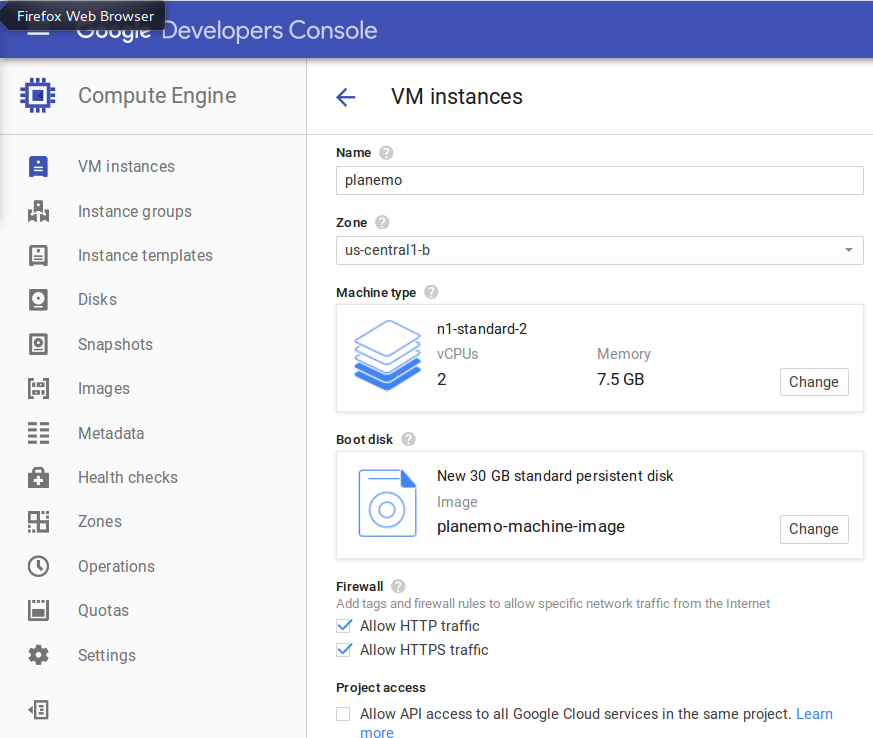 Firefox Web Browser
Google Developers Console
Compute Engine
VM instances
Instance groups
Instance templates
Disks
Snapshots
Images
Metadata
Health checks
Zones
Operations
Quotas
Settings
VM instances
Name ?
planemo
Zone ?
us-central1-b
Machine type ?
n1-standard-2
vCPUs Memory
2 7.5 GB
Change
Boot disk ?
New 30 GB standard persistent disk
Image
planemo-machine-image
Change
Firewall ?
Add tags and firewall rules to allow specific network traffic from the Internet
Allow HTTP traffic
Allow HTTPS traffic
Project access
Allow API access to all Google Cloud services in the same project. Learn
more